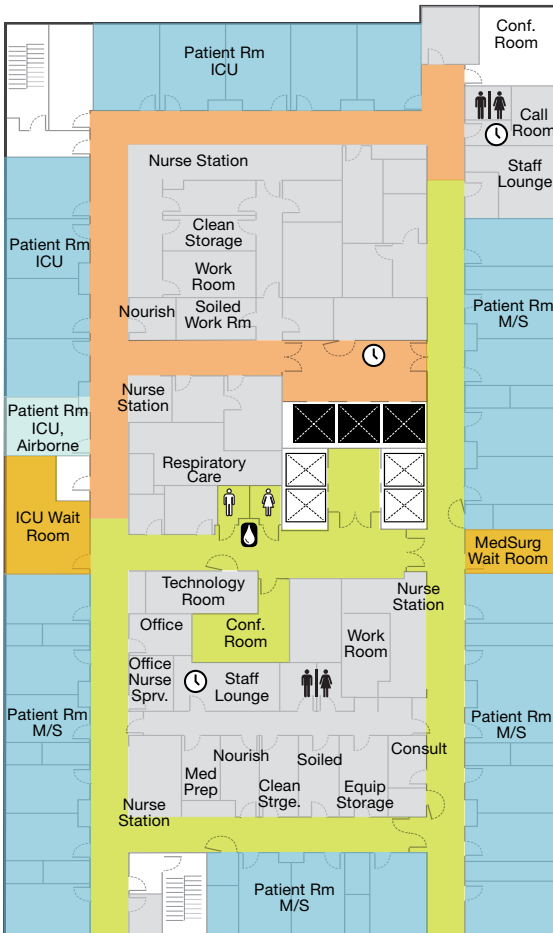 Patient Rm
ICU
Conf.
Room
Call
Room
Staff
Lounge
Nurse Station
Clean
Storage
Work
Room
Nourish
Soiled
Work Rm
Patient Rm
ICU
Patient Rm
M/S
Nurse
Station
Patient Rm
ICU,
Airborne
Respiratory
Care
ICU Wait
Room
MedSurg
Wait Room
Technology
Room
Nurse
Station
Office
Conf.
Room
Work
Room
Office
Nurse
Sprv.
Staff
Lounge
Patient Rm
M/S
Patient Rm
M/S
Nourish
Soiled
Consult
Med
Prep
Clean
Strge.
Equip
Storage
Nurse
Station
Patient Rm
M/S